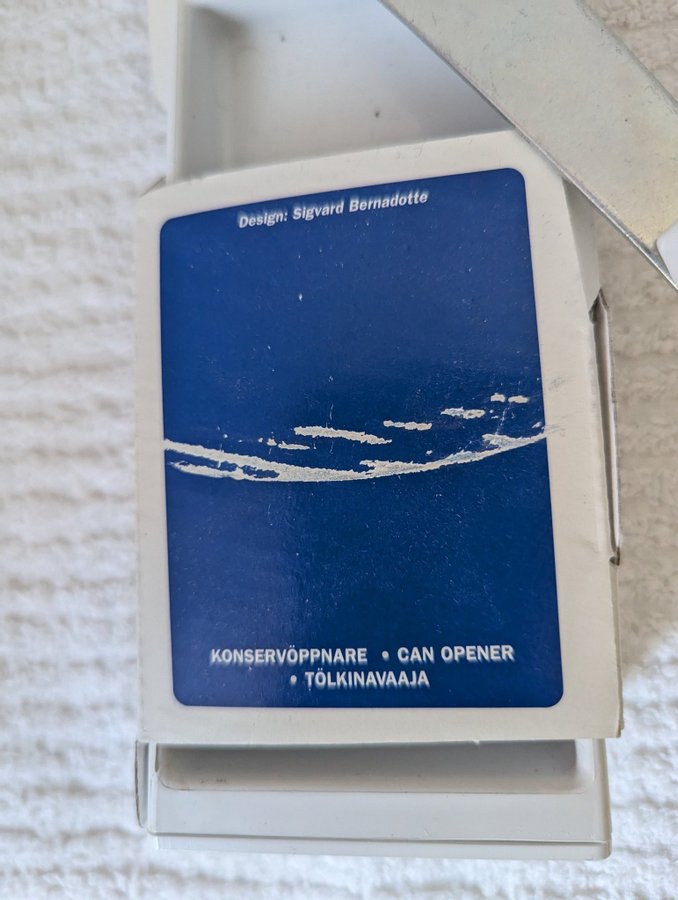 Design: Sigvard Bernadotte
KONSERVÖPPNARE • CAN OPENER
• TÖLKINAVAAJA